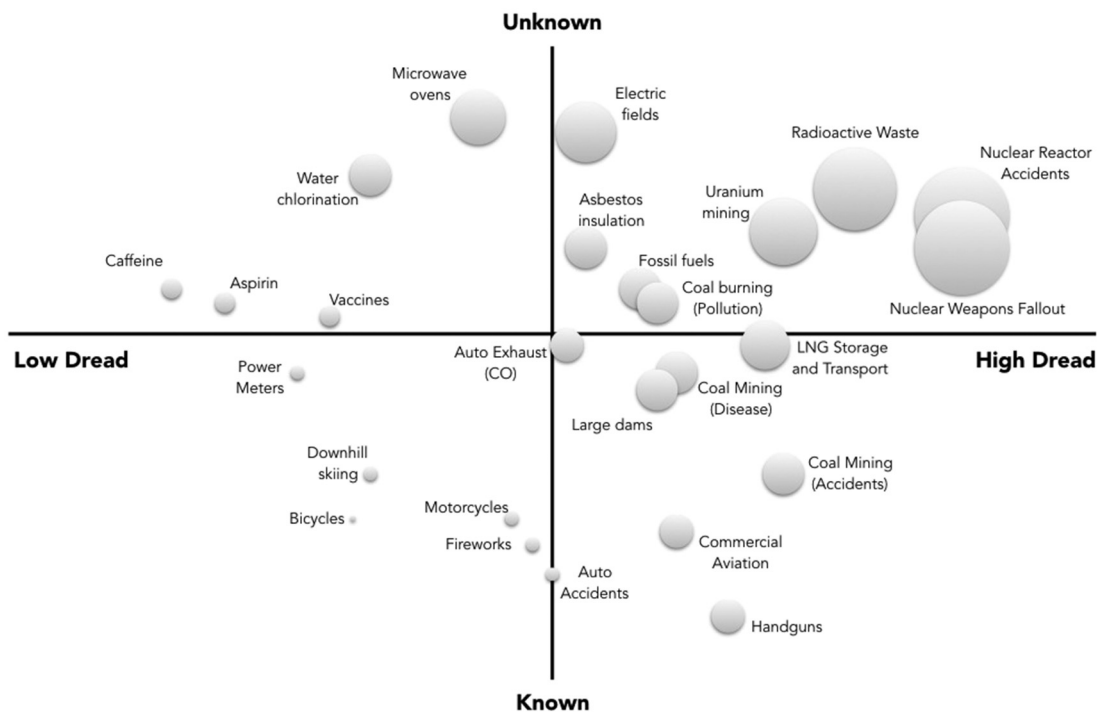 Unknown
Microwave
ovens
Electric
fields
Radioactive Waste
Nuclear Reactor
Accidents
Water
chlorination
Asbestos
insulation
Uranium
mining
Caffeine
Aspirin
Vaccines
Fossil fuels
Coal burning
(Pollution)
Nuclear Weapons Fallout
Low Dread
High Dread
Auto Exhaust
(CO)
LNG Storage
and Transport
Power
Meters
Coal Mining
(Disease)
Large dams
Downhill
skiing
Coal Mining
(Accidents)
Bicycles
Motorcycles
Fireworks
Commercial
Aviation
Auto
Accidents
Handguns
Known